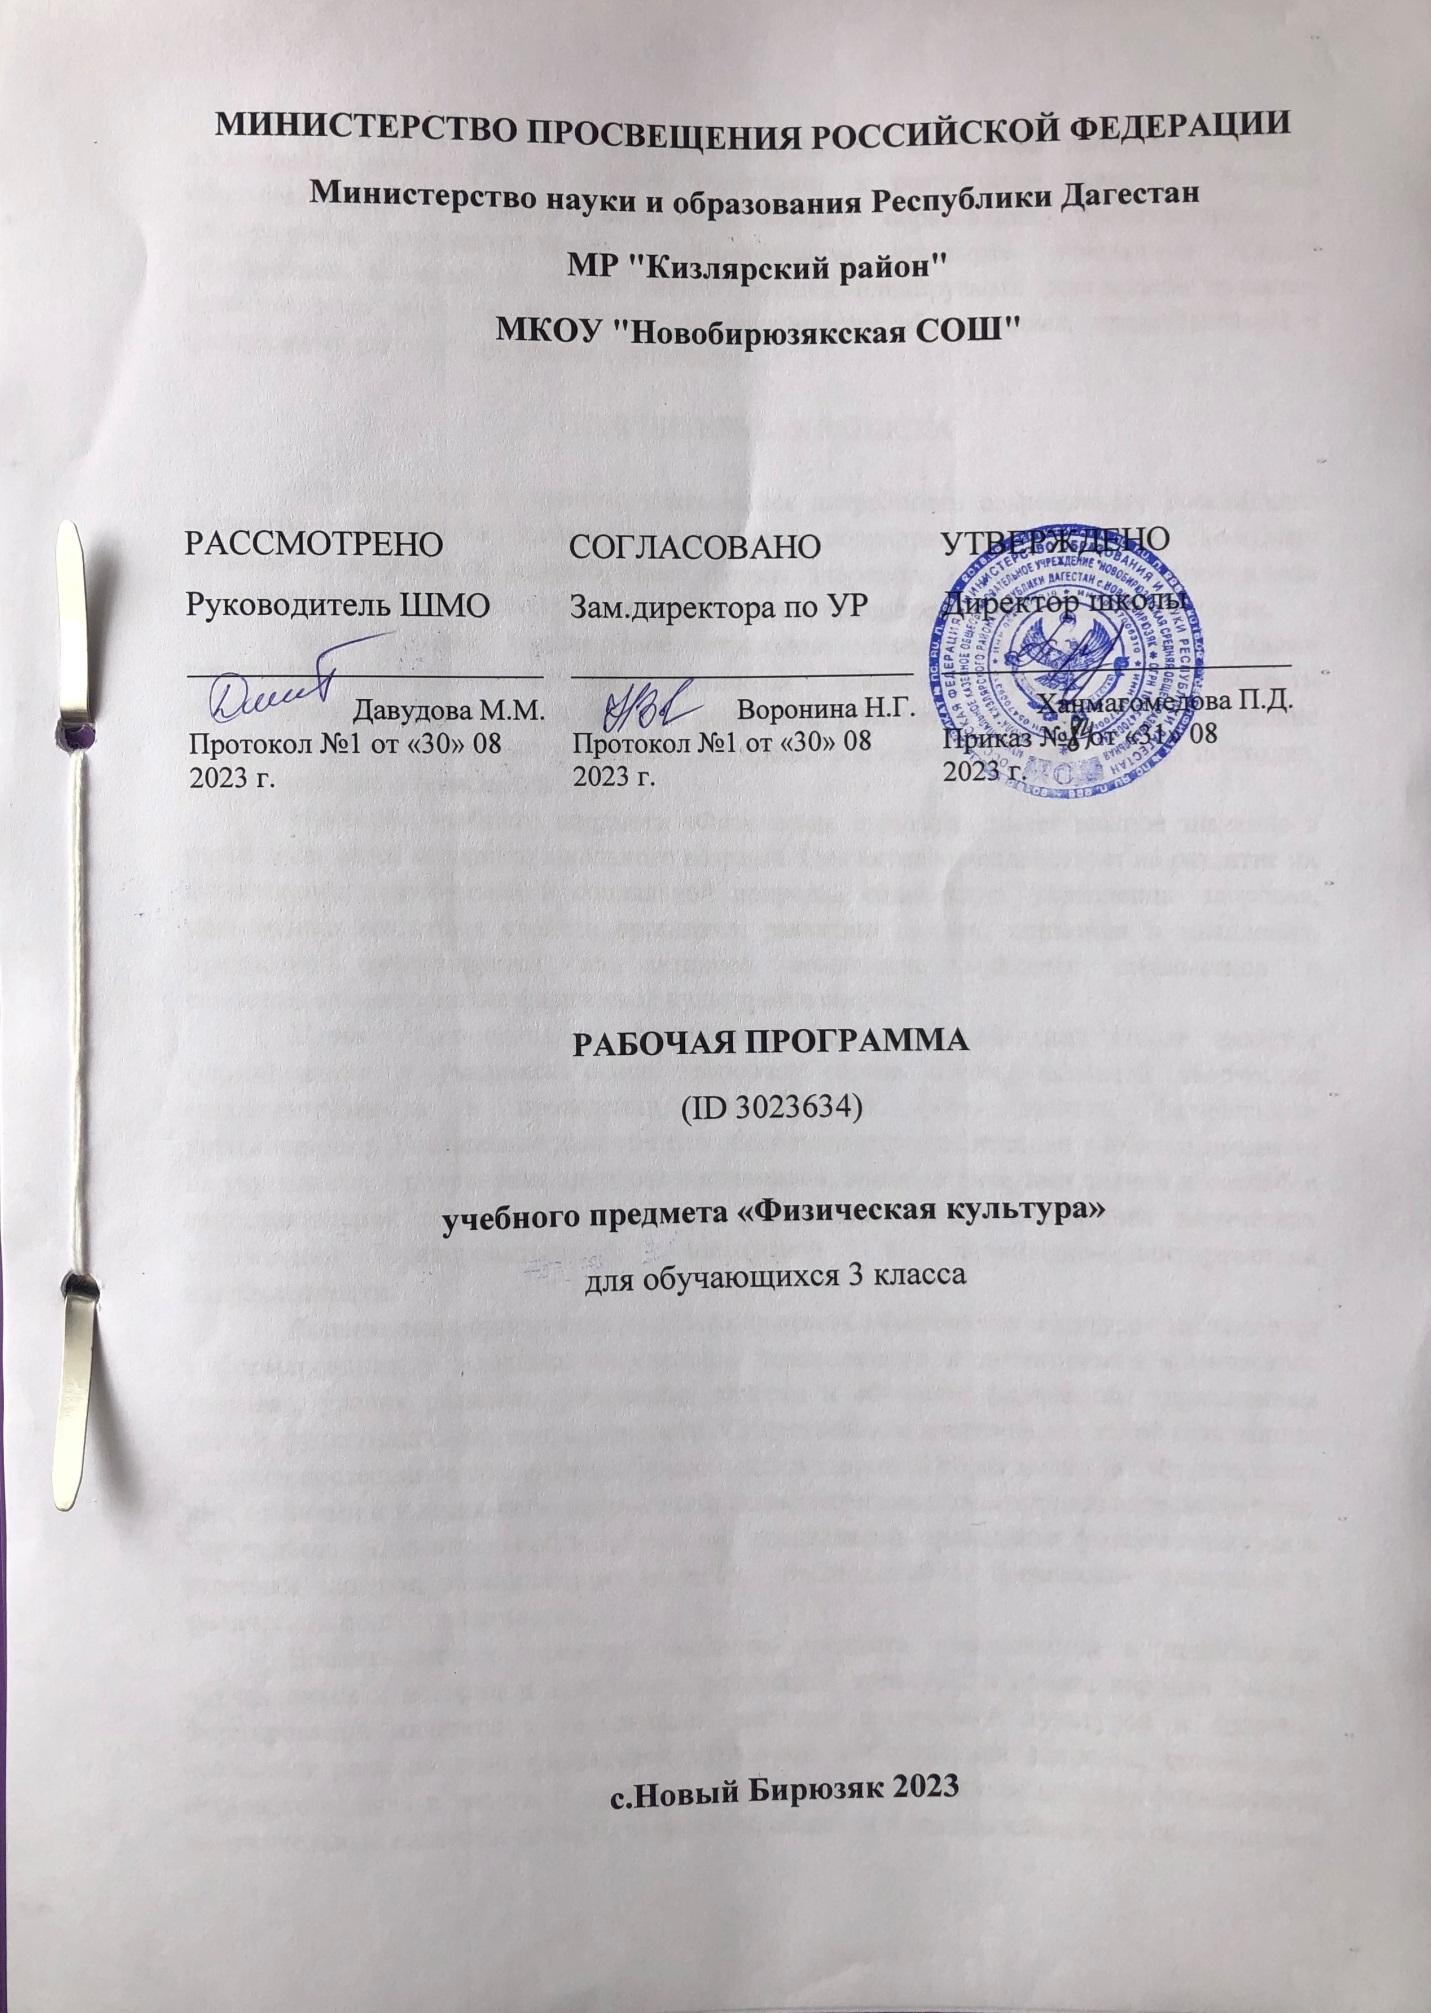 МИНИСТЕРСТВО ПРОСВЕЩЕНИЯ РОССИЙСКОЙ ФЕДЕРАЦИИ
Министерство науки и образования Республики Дагестан
МР "Кизлярский район"
МКОУ "Новобирюзякская СОШ"
РАССМОТРЕНО
Руководитель ШМО
Давудова М.М.
Протокол №1 от «30» 08
2023 г.
СОГЛАСОВАНО
Зам.директора по УР
Воронина Н.Г.
Протокол №1 от «30» 08
2023 г.
УТВЕРЖДЕНО
Директор школы
Ханмагомедова П.Д.
Приказ № от «31» 08
2023 г.
РАБОЧАЯ ПРОГРАММА
(ID 3023634)
учебного предмета «Физическая культура»
для обучающихся 3 класса
с.Новый Бирюзяк 2023